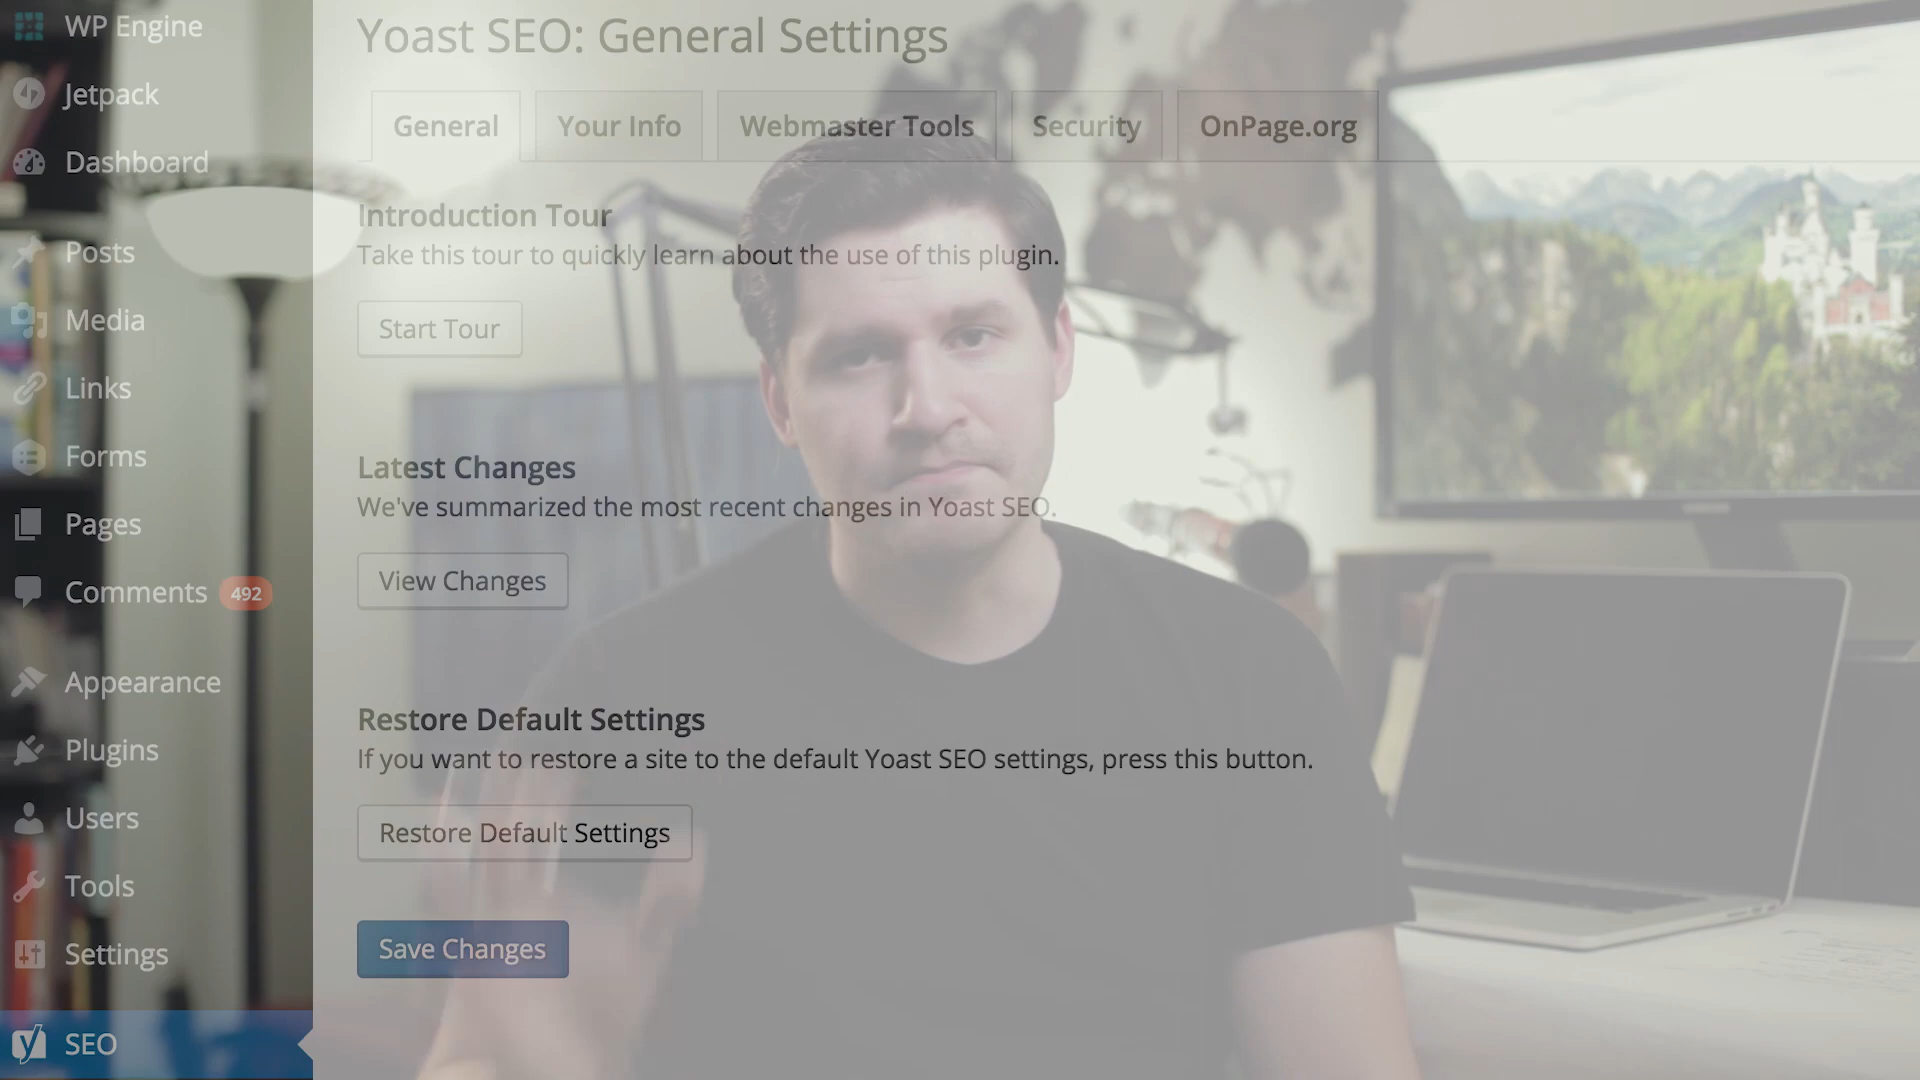 WP Engine
Jetpack
Dashboard
Posts
Media
Links
Forms
Pages
Comments 492
Appearance
Plugins
Users
Tools
Settings
SEO
Yoast SEO: General Settings
General Your Info Webmaster Tools Security OnPage.org
Introduction Tour
Take this tour to quickly learn about the use of this plugin.
Start Tour
Latest Changes
We've summarized the most recent changes in Yoast SEO.
View Changes
Restore Default Settings
If you want to restore a site to the default Yoast SEO settings, press this button.
Restore Default Settings
Save Changes